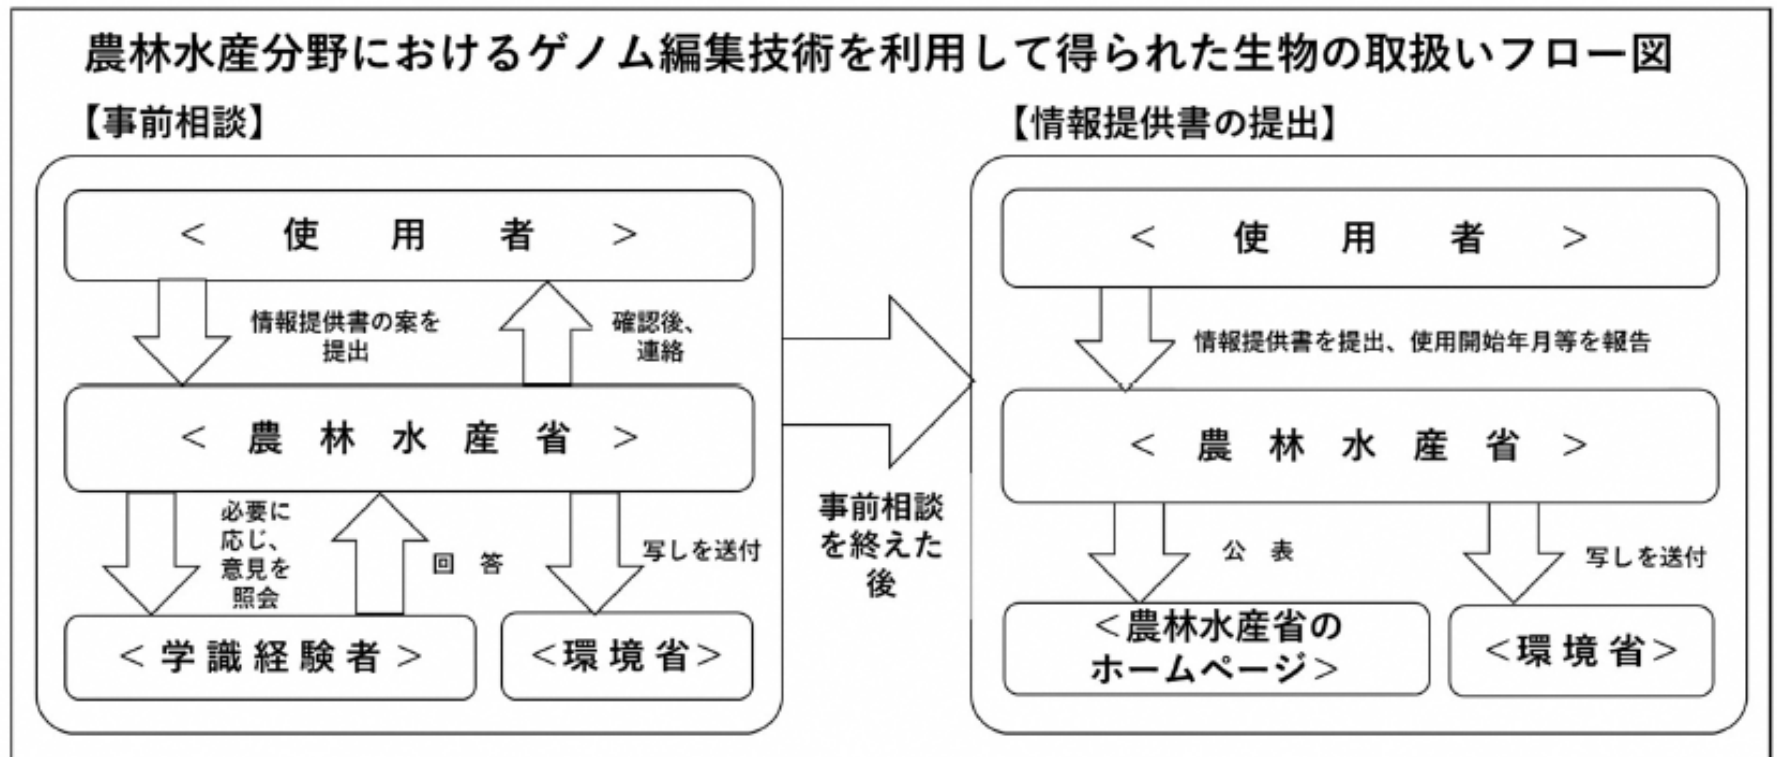 農林水産分野におけるゲノム編集技術を利用して得られた生物の取扱いフロー図
【事前相談】
＜　使　用　者　＞
情報提供書の案を
提出
確認後、
連絡
＜　農　林　水　産　省　＞
必要に
応じ、
意見を
照会
回　答
写しを送付
＜学識経験者＞
＜環境省＞
事前相談
を終えた
後
【情報提供書の提出】
＜　使　用　者　＞
情報提供書を提出、使用開始年月等を報告
＜　農　林　水　産　省　＞
公　表
写しを送付
＜農林水産省の
ホームページ＞
＜環境省＞